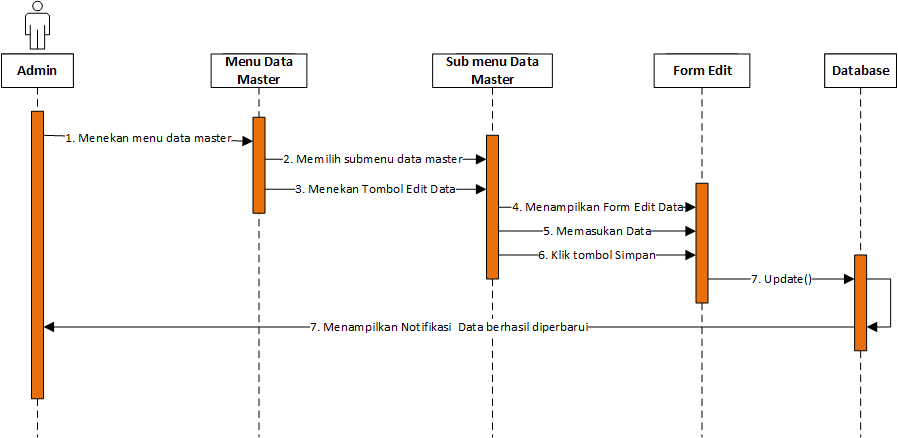 Admin
Menu Data
Master
Sub menu Data
Master
Form Edit
Database
1. Menekan menu data master
2. Memilih submenu data master
3. Menekan Tombol Edit Data
4. Menampilkan Form Edit Data
5. Memasukan Data
6. Klik tombol Simpan
7. Update()
7. Menampilkan Notifikasi  Data berhasil diperbarui